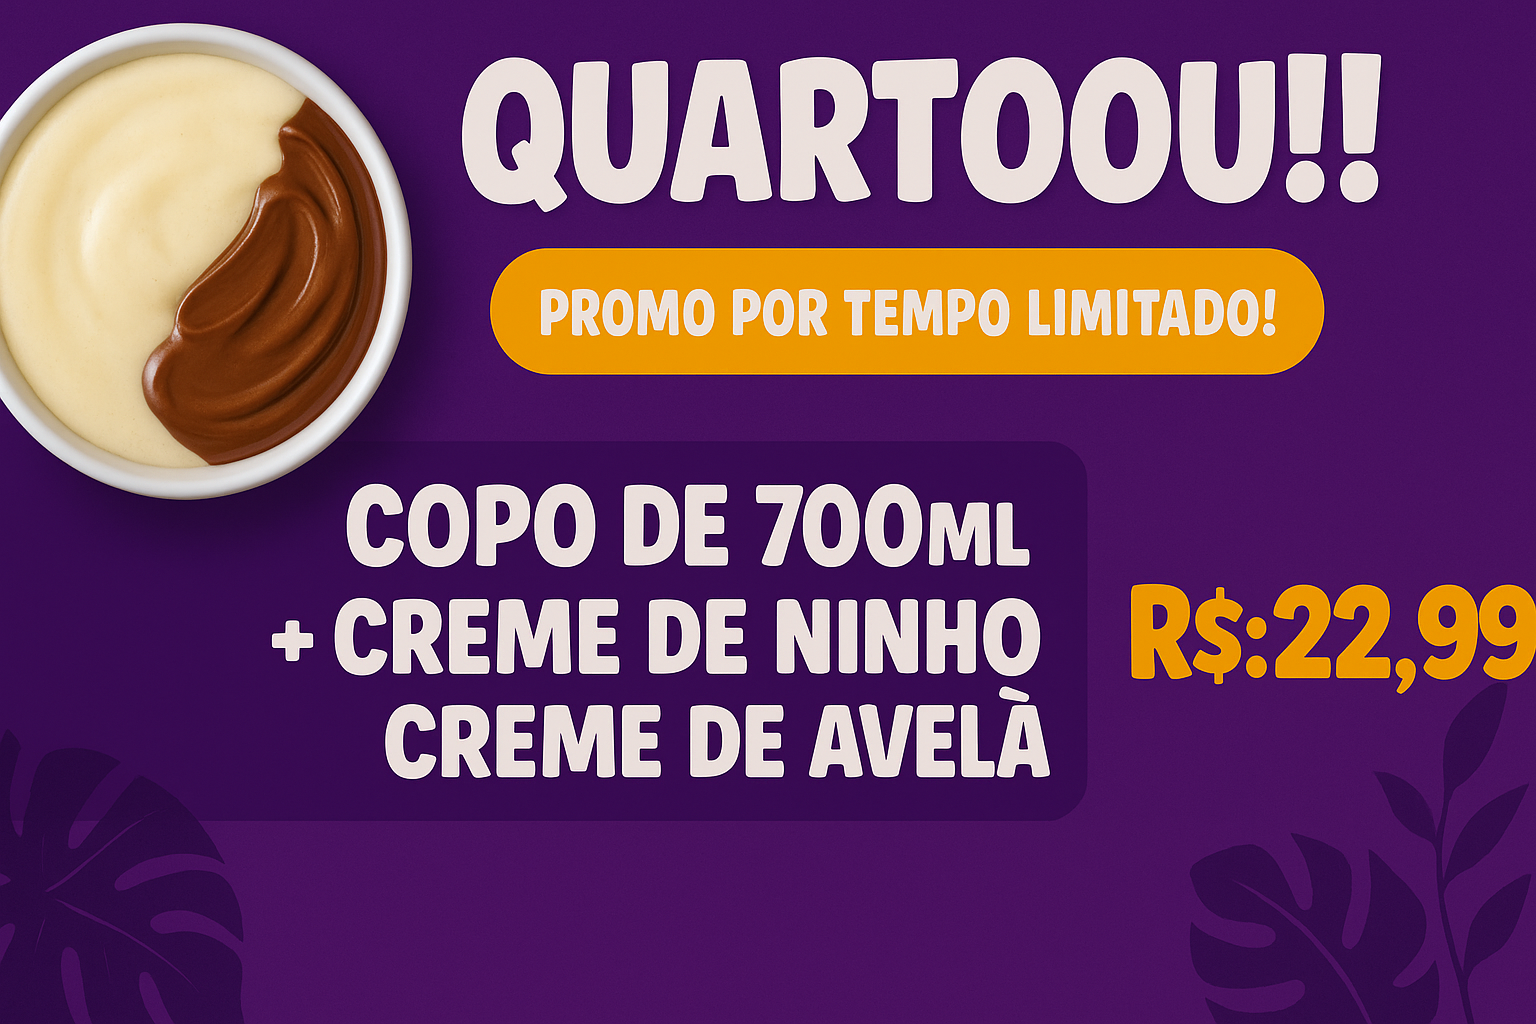 QUARTOOU!!
PROMO POR TEMPO LIMITADO!
COPO DE 700ML
+ CREME DE NINHO
CREME DE AVELÀ
R$:22,99